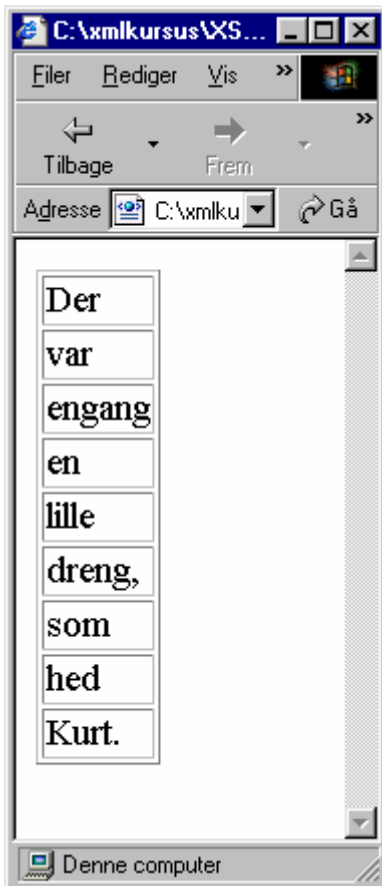 C:\xmlkursus\XS...
Filer Rediger Vis »
Tilbage Frem »
Adresse C:\xmlku Gå
Der
var
engang
en
lille
dreng,
som
hed
Kurt.
Denne computer